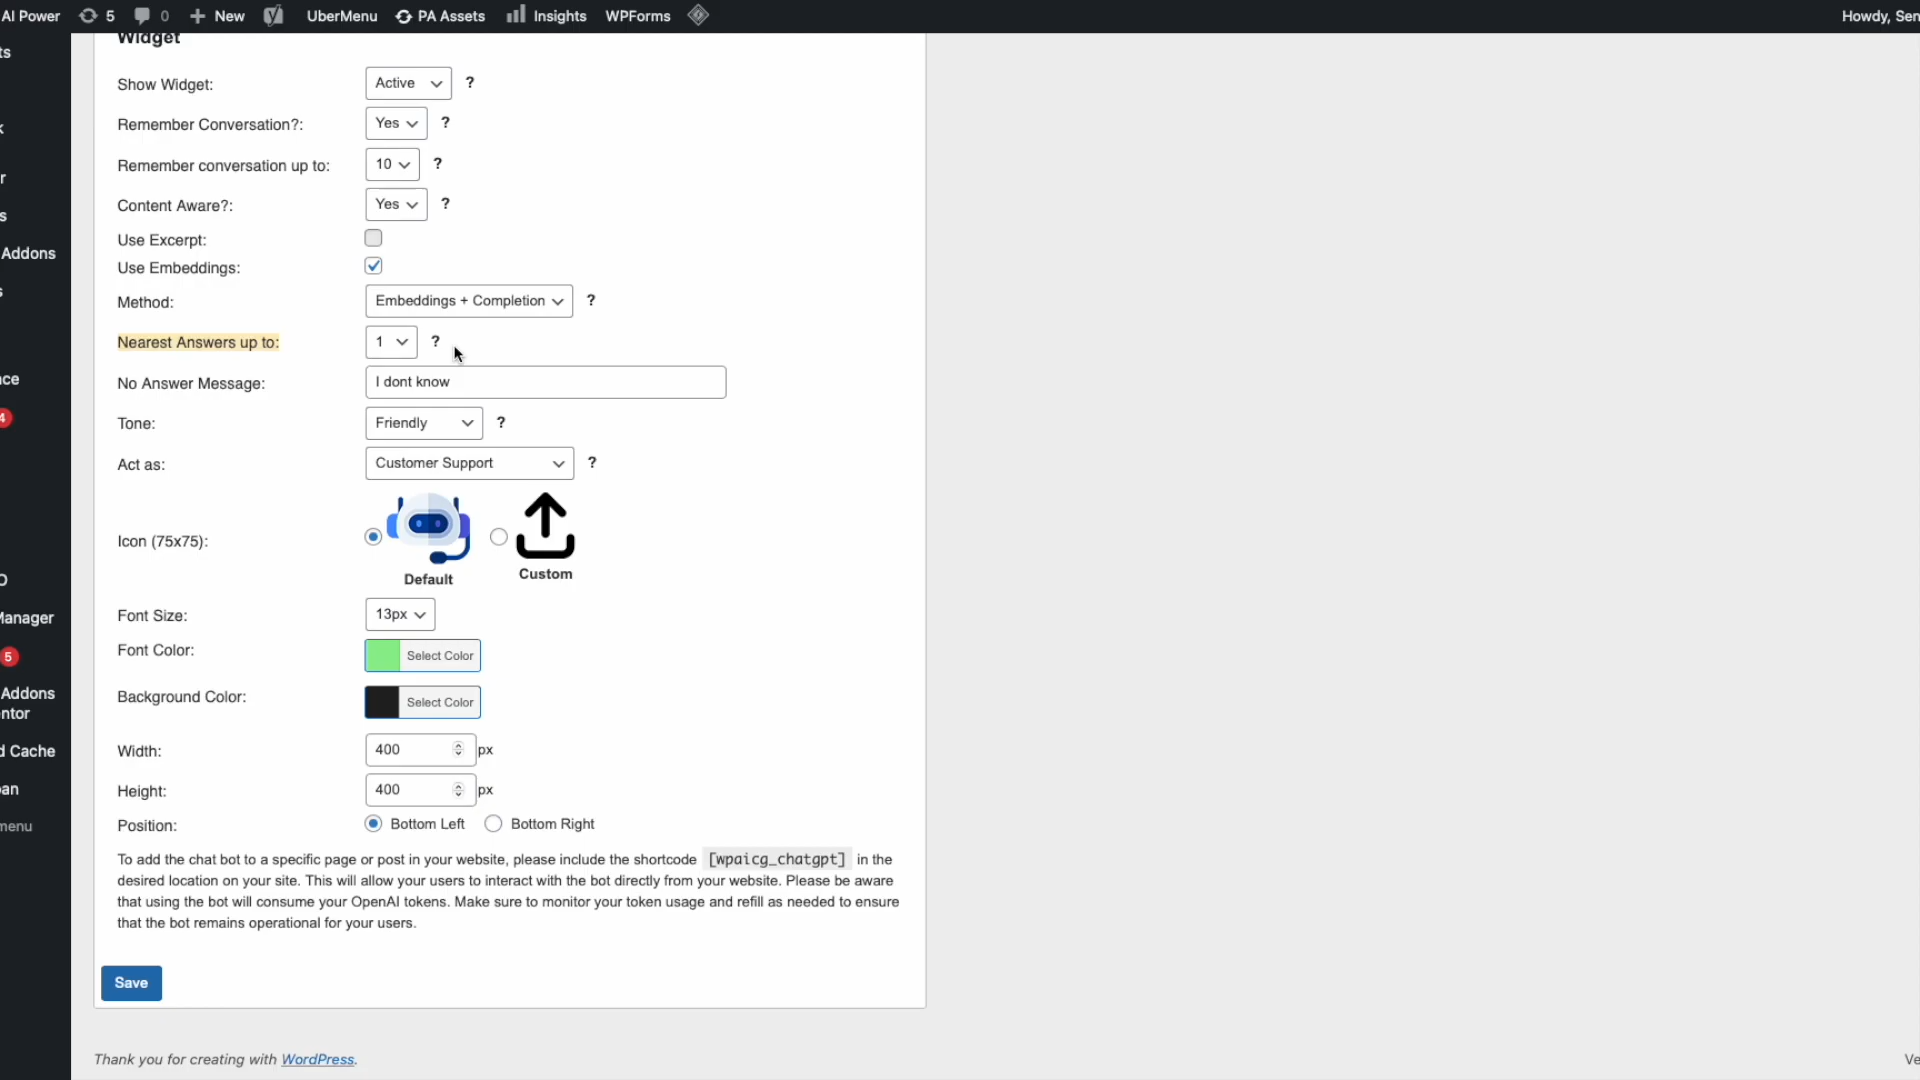 AI Power 5 0 New UberMenu PA Assets Insights WPForms Howdy, Sen
ts
Widget
Show Widget: Active ?
Remember Conversation?: Yes ?
k
Remember conversation up to: 10 ?
r
Content Aware?: Yes ?
s
Use Excerpt:
Addons
Use Embeddings:
s
Method: Embeddings + Completion ?
Nearest Answers up to: 1 ?
nce
No Answer Message: I dont know
4
Tone: Friendly ?
Act as: Customer Support ?
Icon (75x75):
Default Custom
O
Manager
Font Size: 13px
5
Font Color: Select Color
Addons
ntor
Background Color: Select Color
d Cache
Width: 400 px
an
Height: 400 px
menu
Position: Bottom Left Bottom Right
To add the chat bot to a specific page or post in your website, please include the shortcode [wpaicg_chatgpt] in the
desired location on your site. This will allow your users to interact with the bot directly from your website. Please be aware
that using the bot will consume your OpenAI tokens. Make sure to monitor your token usage and refill as needed to ensure
that the bot remains operational for your users.
Save
Thank you for creating with WordPress. Ve